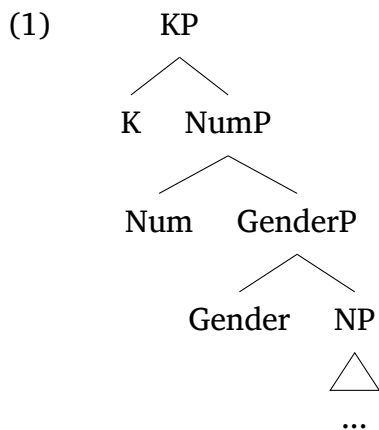 (1) KP
K NumP
Num GenderP
Gender NP
...